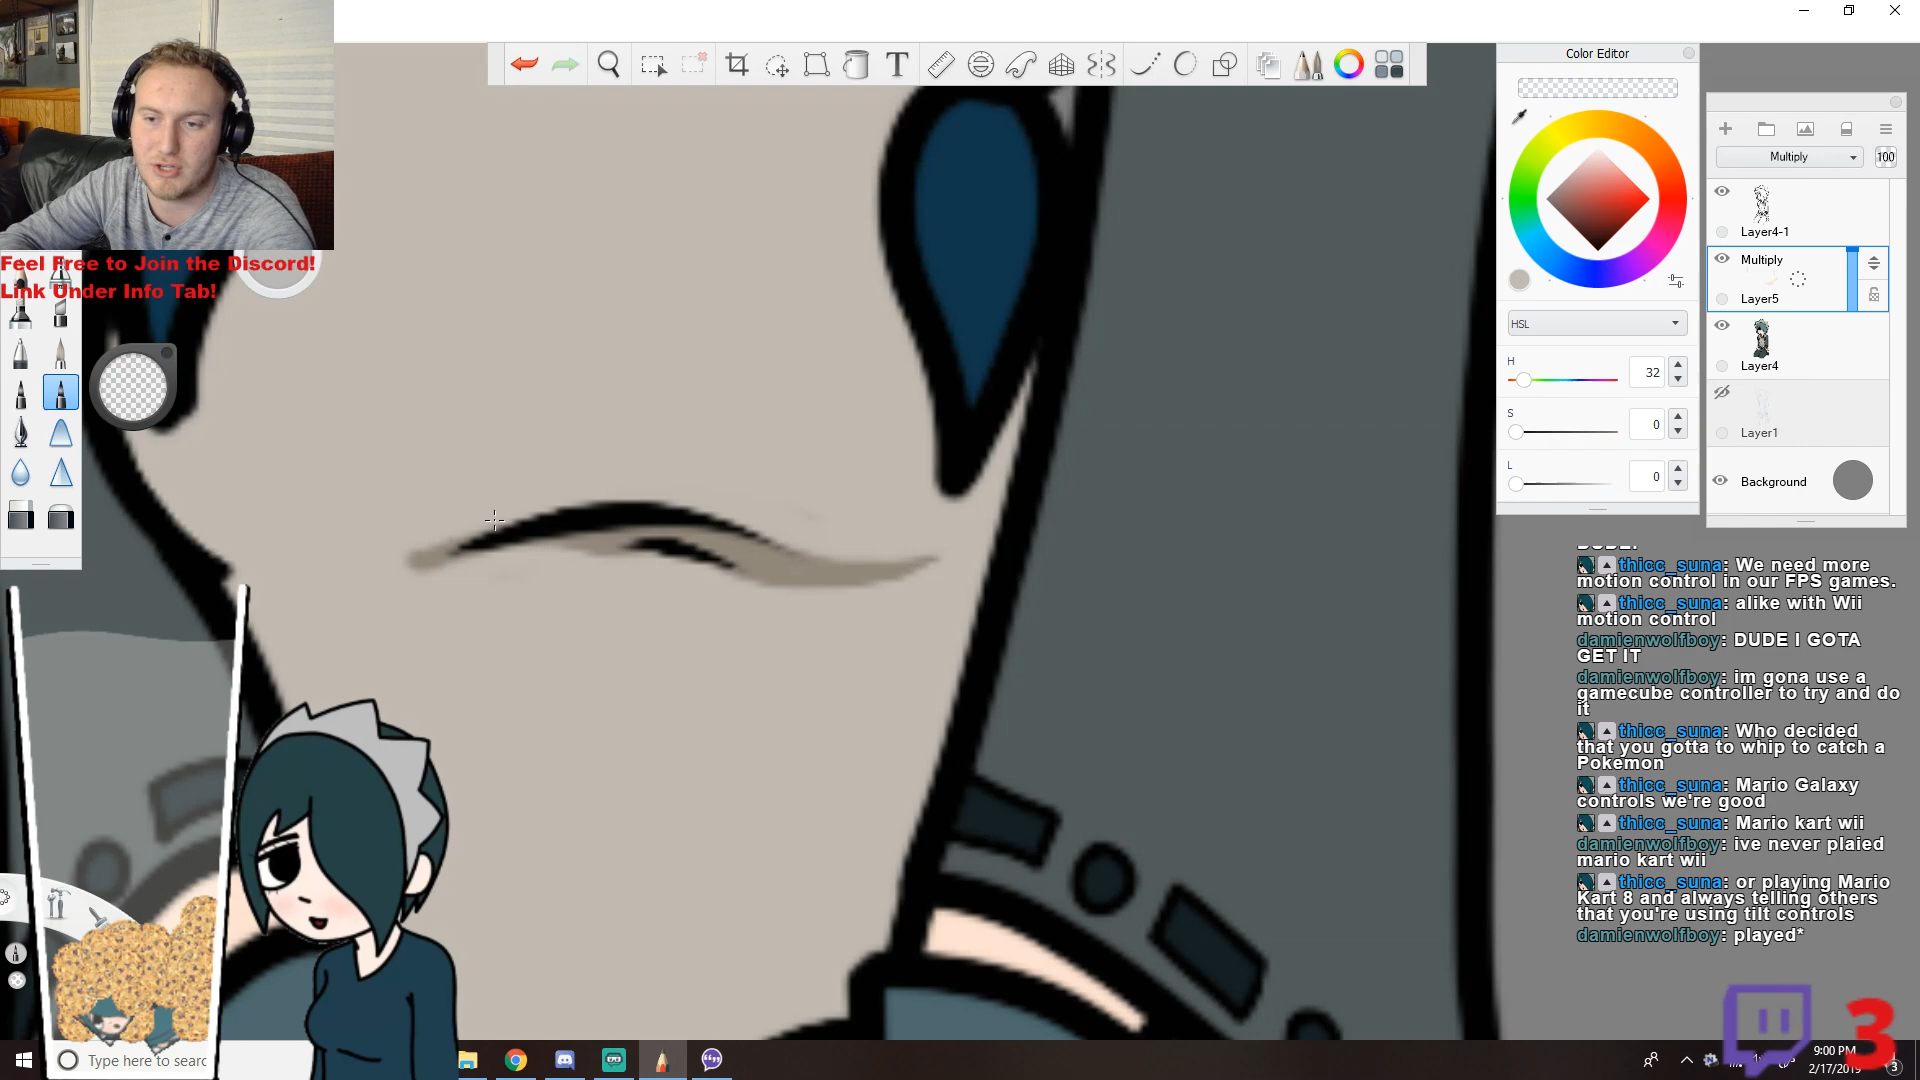 Color Editor
Feel Free to Join the Discord!
Link Under Info Tab!
HSL
H
32
S
0
L
0
Multiply
100
Layer4-1
Multiply
Layer5
Layer4
Layer1
Background
DUDE!
thicc_suna: We need more
motion control in our FPS games.
thicc_suna: alike with Wii
motion control
damienwolfboy: DUDE I GOTA
GET IT
damienwolfboy: im gona use a
gamecube controller to try and do
it
thicc_suna: Who decided
that you gotta to whip to catch a
Pokemon
thicc_suna: Mario Galaxy
controls we're good
thicc_suna: Mario kart wii
damienwolfboy: ive never plaied
mario kart wii
thicc_suna: or playing Mario
Kart 8 and always telling others
that you're using tilt controls
damienwolfboy: played*
3
Type here to searc
9:00 PM
3